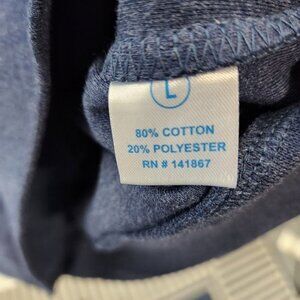 L
80% COTTON
20% POLYESTER
RN # 141867